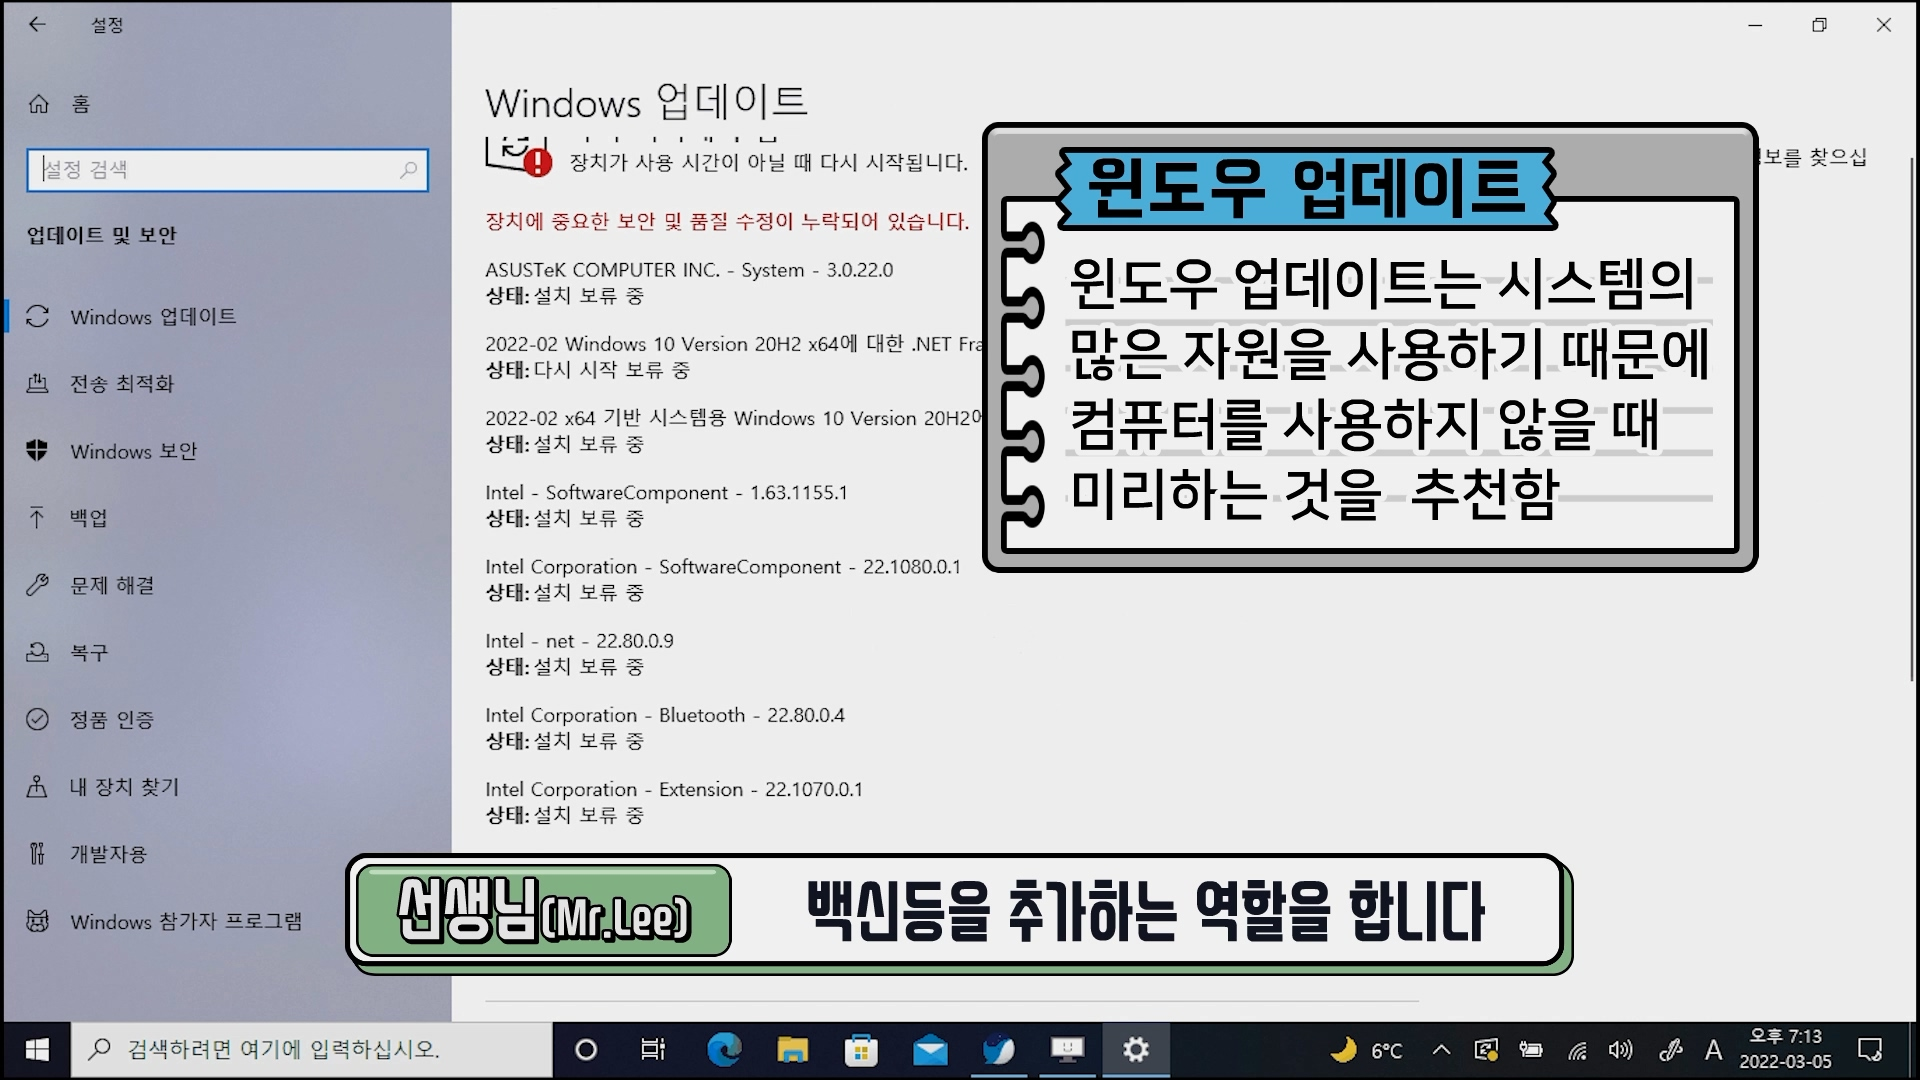 설정
홈
설정 검색
업데이트 및 보안
Windows 업데이트
전송 최적화
Windows 보안
백업
문제 해결
복구
정품 인증
내 장치 찾기
개발자용
Windows 참가자 프로그램
Windows 업데이트
장치가 사용 시간이 아닐 때 다시 시작됩니다.
장치에 중요한 보안 및 품질 수정이 누락되어 있습니다.
ASUSTeK COMPUTER INC. - System - 3.0.22.0
상태: 설치 보류 중
2022-02 Windows 10 Version 20H2 x64에 대한 .NET Fra
상태: 다시 시작 보류 중
2022-02 x64 기반 시스템용 Windows 10 Version 20H2
상태: 설치 보류 중
Intel - SoftwareComponent - 1.63.1155.1
상태: 설치 보류 중
Intel Corporation - SoftwareComponent - 22.1080.0.1
상태: 설치 보류 중
Intel - net - 22.80.0.9
상태: 설치 보류 중
Intel Corporation - Bluetooth - 22.80.0.4
상태: 설치 보류 중
Intel Corporation - Extension - 22.1070.0.1
상태: 설치 보류 중
보를 찾으십
윈도우 업데이트
윈도우 업데이트는 시스템의
많은 자원을 사용하기 때문에
컴퓨터를 사용하지 않을 때
미리하는 것을 추천함
선생님(Mr.Lee)
백신등을 추가하는 역할을 합니다
검색하려면 여기에 입력하십시오.
6°C
A
오후 7:13
2022-03-05